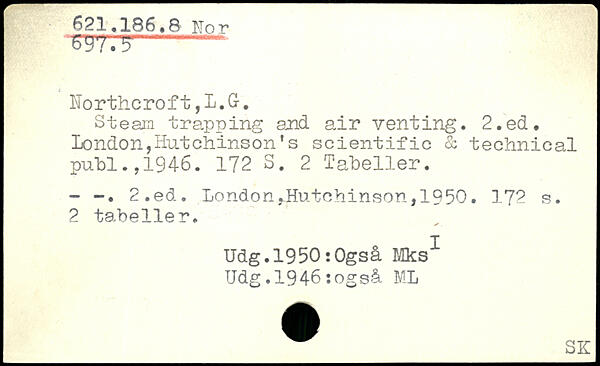 621.186.8 Nor
697.5
Northcroft,L.G.
Steam trapping and air venting. 2.ed.
London,Hutchinson's scientific & technical
publ.,1946. 172 S. 2 Tabeller.
- -. 2.ed. London,Hutchinson,1950. 172 s.
2 tabeller.
Udg.1950:Også Mks I
Udg.1946:også ML
SK